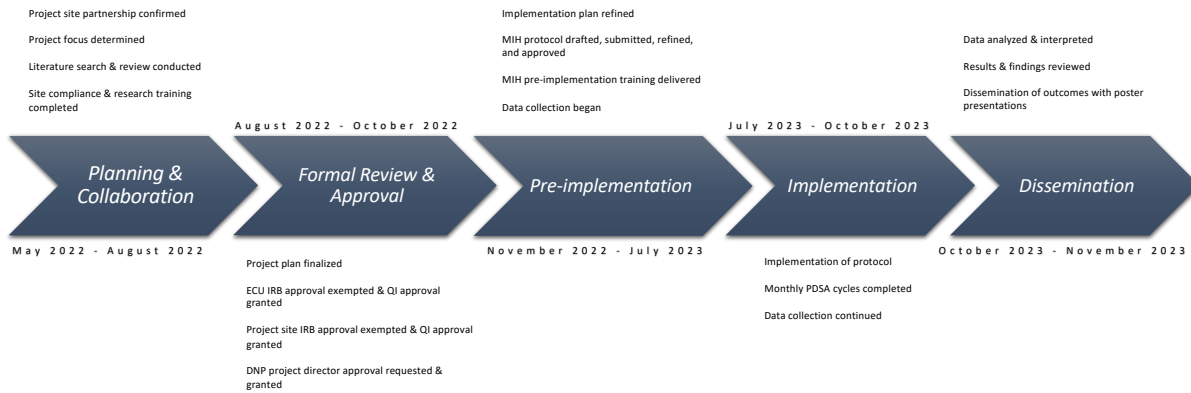 Project site partnership confirmed
Project focus determined
Literature search & review conducted
Site compliance & research training
completed
Planning &
Collaboration
May 2022 - August 2022
August 2022 - October 2022
Formal Review &
Approval
Project plan finalized
ECU IRB approval exempted & QI approval
granted
Project site IRB approval exempted & QI approval
granted
DNP project director approval requested &
granted
Implementation plan refined
MIH protocol drafted, submitted, refined,
and approved
MIH pre-implementation training delivered
Data collection began
Pre-implementation
November 2022 - July 2023
July 2023 - October 2023
Implementation
Implementation of protocol
Monthly PDSA cycles completed
Data collection continued
Data analyzed & interpreted
Results & findings reviewed
Dissemination of outcomes with poster
presentations
Dissemination
October 2023 - November 2023